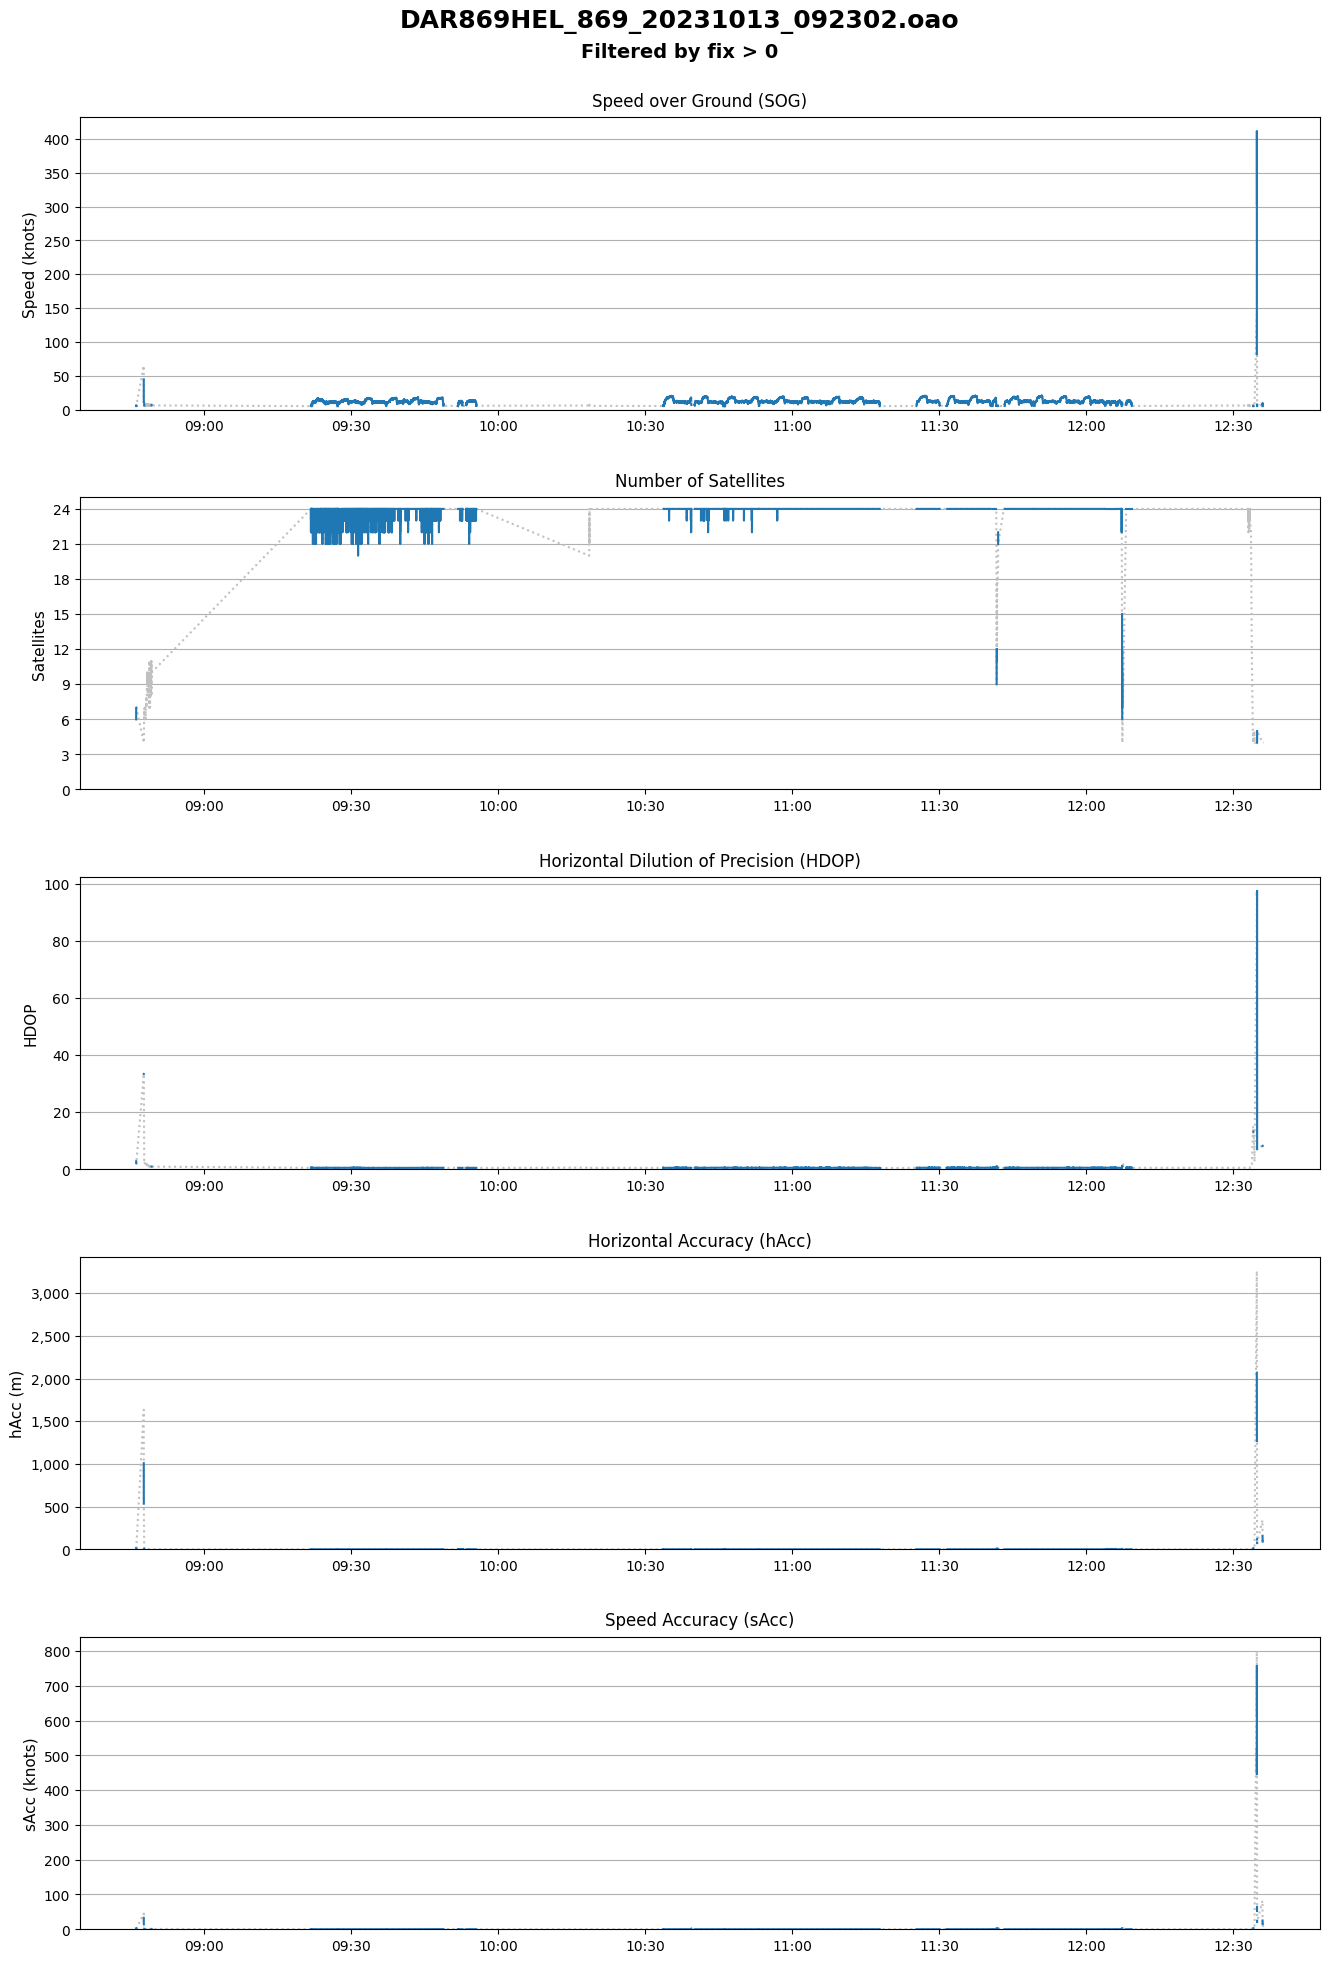 DAR869HEL_869_20231013_092302.oao
Filtered by fix > 0
Speed over Ground (SOG)
400
350
300
250
200
150
100
50
0
Speed (knots)
09:00 09:30 10:00 10:30 11:00 11:30 12:00 12:30
Number of Satellites
24
21
18
15
12
9
6
3
0
Satellites
09:00 09:30 10:00 10:30 11:00 11:30 12:00 12:30
Horizontal Dilution of Precision (HDOP)
100
80
60
40
20
0
HDOP
09:00 09:30 10:00 10:30 11:00 11:30 12:00 12:30
Horizontal Accuracy (hAcc)
3,000
2,500
2,000
1,500
1,000
500
0
hAcc (m)
09:00 09:30 10:00 10:30 11:00 11:30 12:00 12:30
Speed Accuracy (sAcc)
800
700
600
500
400
300
200
100
0
sAcc (knots)
09:00 09:30 10:00 10:30 11:00 11:30 12:00 12:30